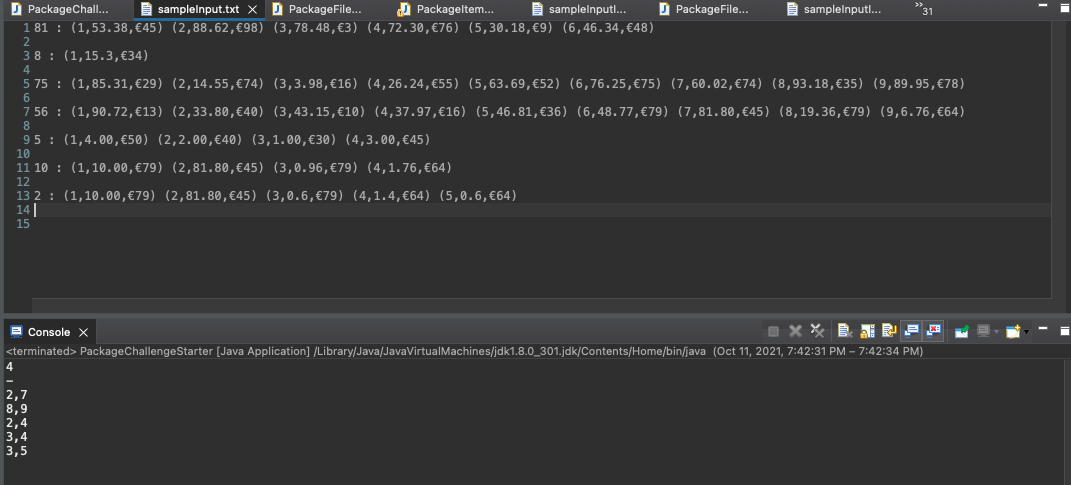 PackageChall... sampleInput.txt PackageFile... PackageItem... sampleInputI... PackageFile... sampleInputI... »31
1 81 : (1,53.38,€45) (2,88.62,€98) (3,78.48,€3) (4,72.30,€76) (5,30.18,€9) (6,46.34,€48)
2
3 8 : (1,15.3,€34)
4
5 75 : (1,85.31,€29) (2,14.55,€74) (3,3.98,€16) (4,26.24,€55) (5,63.69,€52) (6,76.25,€75) (7,60.02,€74) (8,93.18,€35) (9,89.95,€78)
6
7 56 : (1,90.72,€13) (2,33.80,€40) (3,43.15,€10) (4,37.97,€16) (5,46.81,€36) (6,48.77,€79) (7,81.80,€45) (8,19.36,€79) (9,6.76,€64)
8
9 5 : (1,4.00,€50) (2,2.00,€40) (3,1.00,€30) (4,3.00,€45)
10
11 10 : (1,10.00,€79) (2,81.80,€45) (3,0.96,€79) (4,1.76,€64)
12
13 2 : (1,10.00,€79) (2,81.80,€45) (3,0.6,€79) (4,1.4,€64) (5,0.6,€64)
14
15
Console
<terminated> PackageChallengeStarter [Java Application] /Library/Java/JavaVirtualMachines/jdk1.8.0_301.jdk/Contents/Home/bin/java (Oct 11, 2021, 7:42:31 PM – 7:42:34 PM)
4
–
2,7
8,9
2,4
3,4
3,5